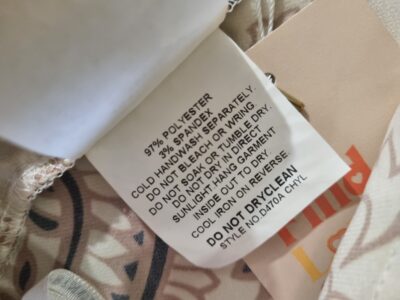 97% POLYESTER
3% SPANDEX
COLD HANDWASH SEPARATELY.
DO NOT BLEACH OR WRING
DO NOT SOAK OR TUMBLE DRY.
DO NOT DRY IN DIRECT
SUNLIGHT HANG GARMENT
INSIDE OUT TO DRY.
COOL IRON ON REVERSE.
DO NOT DRYCLEAN
STYLE NO.D470A CHYL